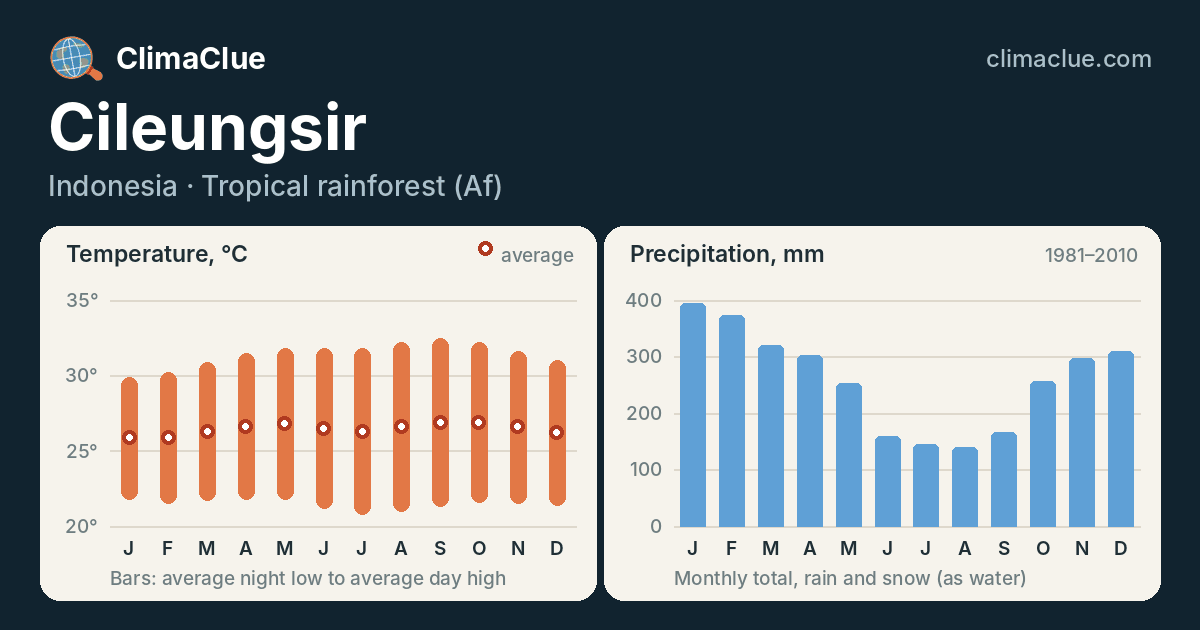 ClimaClue
climaclue.com
Cileungsir
Indonesia · Tropical rainforest (Af)
Temperature, °C
average
35°
30°
25°
20°
J F M A M J J A S O N D
Bars: average night low to average day high
Precipitation, mm
1981–2010
400
300
200
100
0
J F M A M J J A S O N D
Monthly total, rain and snow (as water)